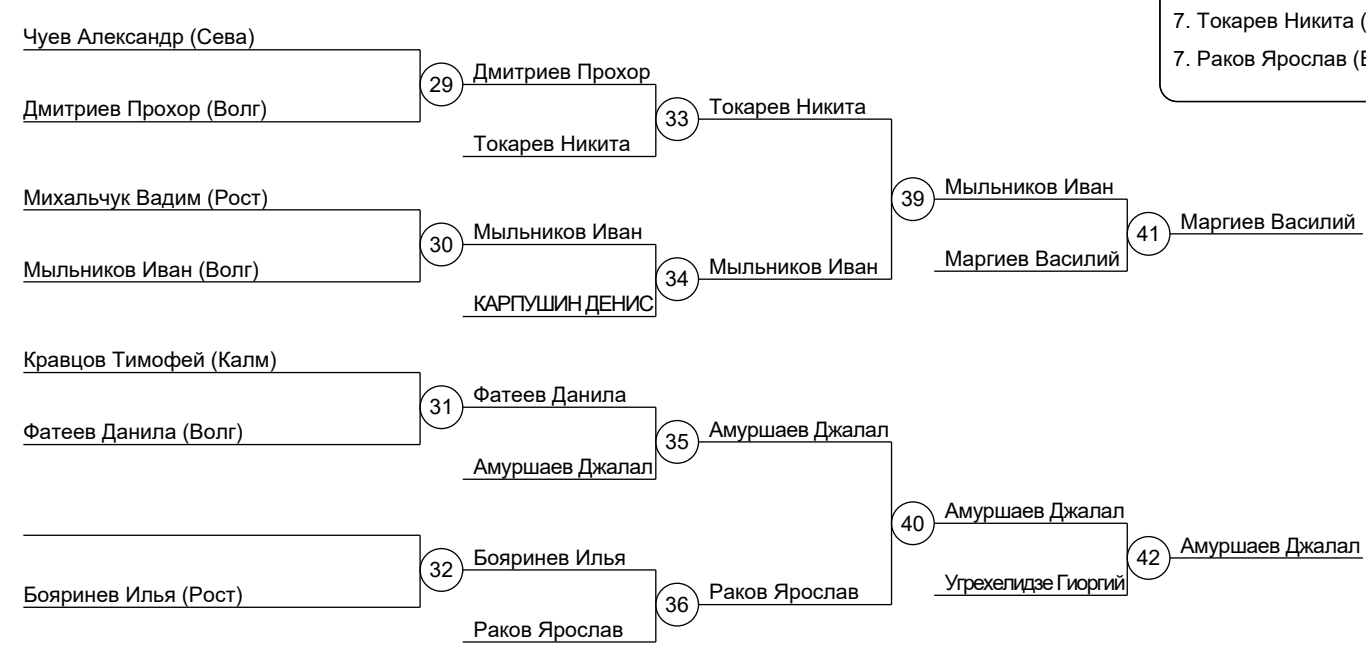 7. Токарев Никита (
7. Раков Ярослав (
Чуев Александр (Сева)
Дмитриев Прохор (Волг)
29
Дмитриев Прохор
Токарев Никита
33
Токарев Никита
Михальчук Вадим (Рост)
Мыльников Иван (Волг)
30
Мыльников Иван
КАРПУШИН ДЕНИС
34
Мыльников Иван
39
Мыльников Иван
Маргиев Василий
41
Маргиев Василий
Кравцов Тимофей (Калм)
Фатеев Данила (Волг)
31
Фатеев Данила
Амуршаев Джалал
35
Амуршаев Джалал
Бояринев Илья (Рост)
32
Бояринев Илья
Раков Ярослав
36
Раков Ярослав
40
Амуршаев Джалал
Угрехелидзе Гиоргий
42
Амуршаев Джалал